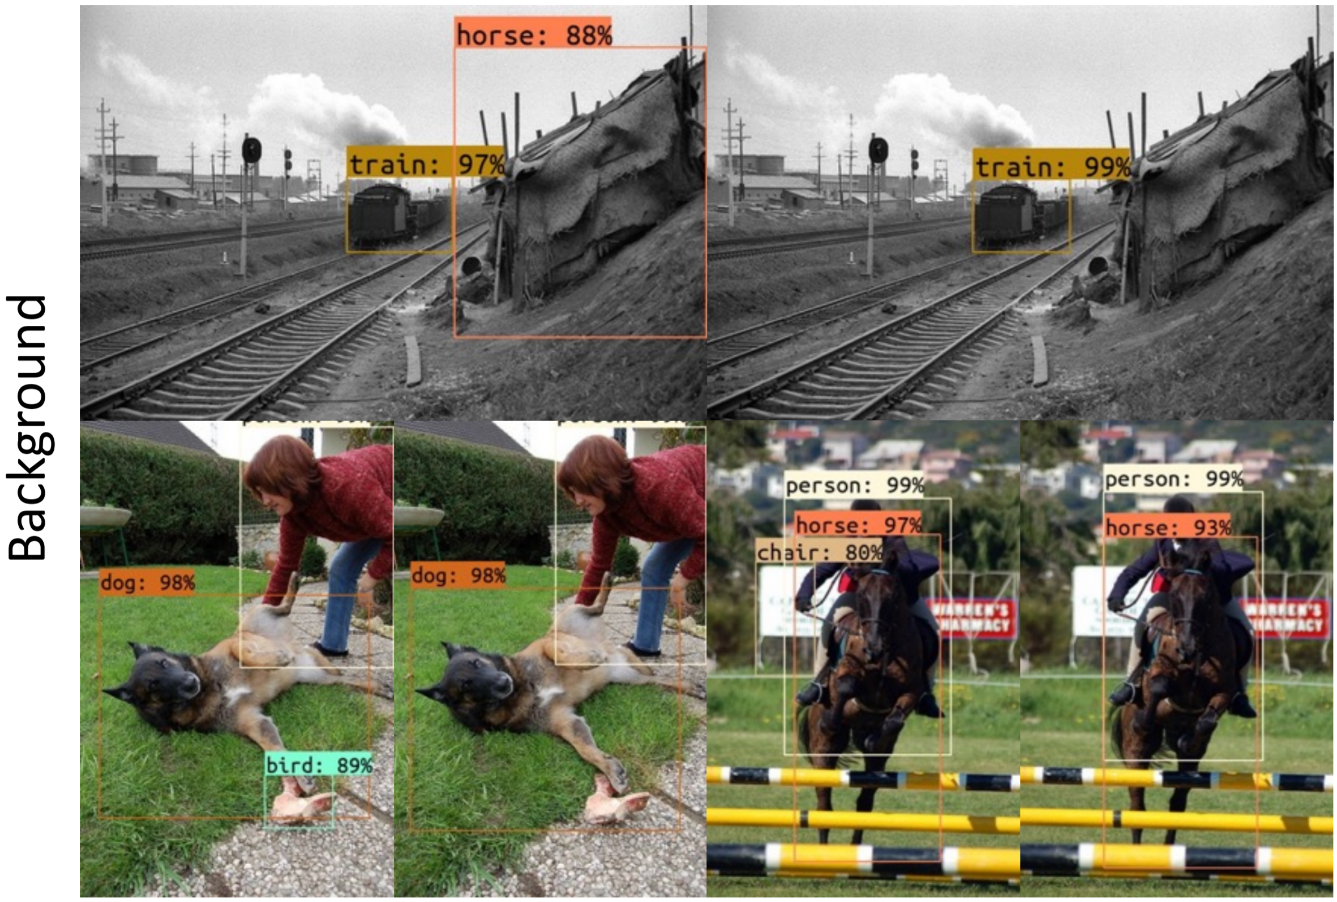 Background
horse: 88%
train: 97%
train: 99%
dog: 98%
bird: 89%
dog: 98%
person: 99%
horse: 97%
chair: 80%
WARREN'S
PHARMACY
person: 99%
horse: 93%
WARREN'S
PHARMACY